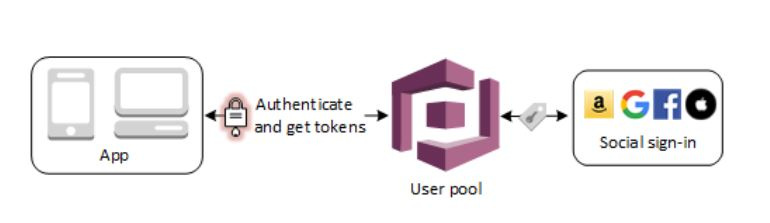 Authenticate
and get tokens
App
User pool
a
G
f
Social sign-in